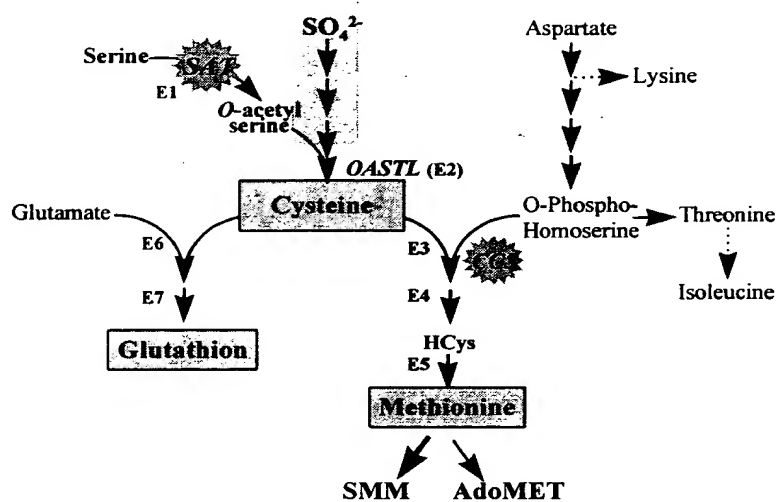 SO₄²⁻
Aspartate
Serine
SAT
E1
Lysine
O-acetyl
serine
OASTL (E2)
Cysteine
Glutamate
O-Phospho-
Homoserine
Threonine
E6
E3
CGS
E7
E4
Isoleucine
HCys
Glutathion
E5
Methionine
SMM
AdoMET